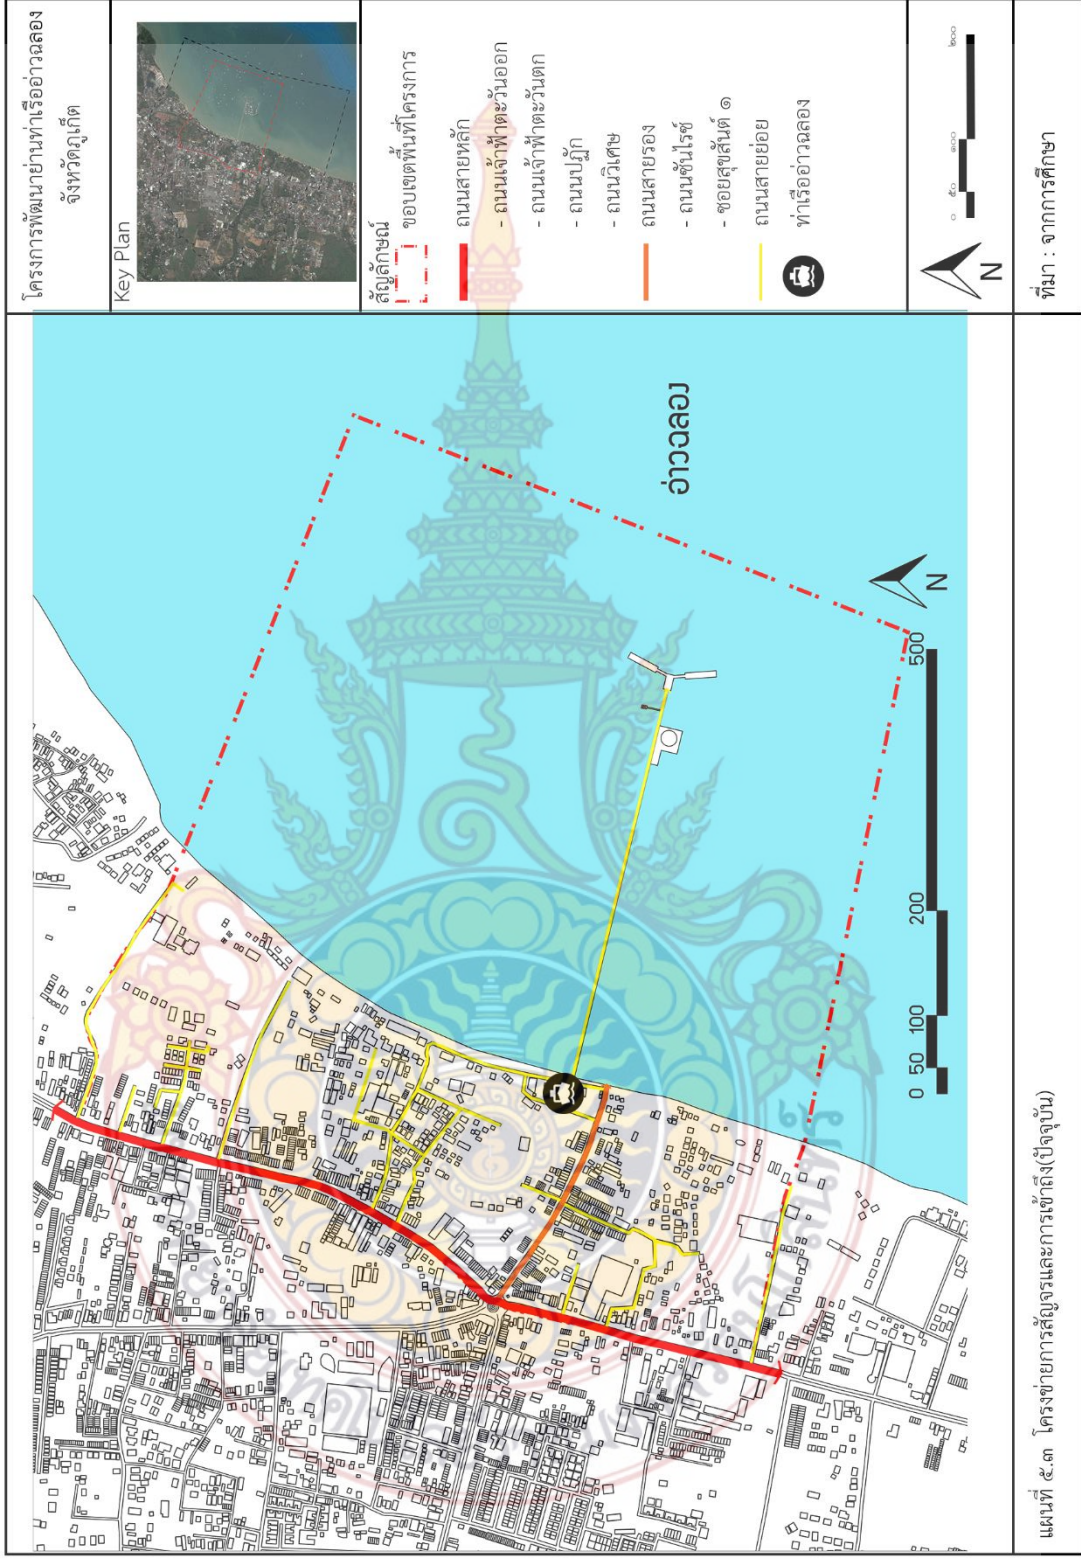 โครงการพัฒนาย่านท่าเรืออ่าวฉลอง
จังหวัดภูเก็ต
Key Plan
สัญลักษณ์
ขอบเขตพื้นที่โครงการ
ถนนสายหลัก
- ถนนเจ้าฟ้าตะวันออก
- ถนนเจ้าฟ้าตะวันตก
- ถนนปฏัก
- ถนนวิเศษ
ถนนสายรอง
- ถนนซันไรซ์
- ซอยสุขสันต์ ๑
ถนนสายย่อย
ท่าเรืออ่าวฉลอง
๐ ๕๐ ๑๐๐ ๒๐๐
N
ที่มา : จากการศึกษา
อ่าวฉลอง
N
0 50 100 200 500
แผนที่ ๕.๓ โครงข่ายการสัญจรและการเข้าถึง(ปัจจุบัน)